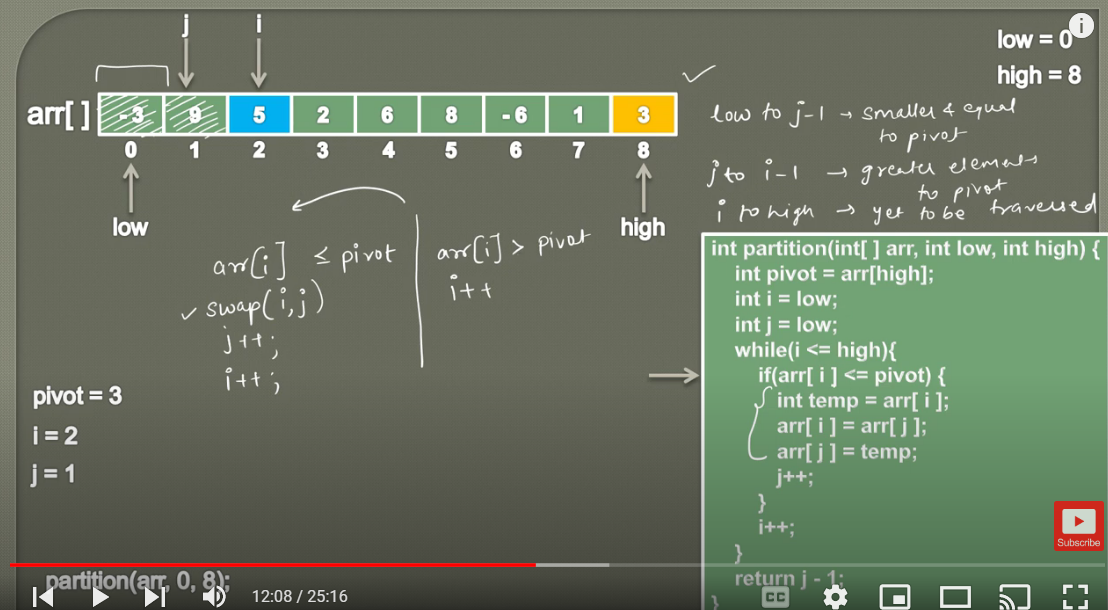 j i
low = 0
high = 8
arr[ ] -3 9 5 2 6 8 -6 1 3
0 1 2 3 4 5 6 7 8
low high
low to j-1 → smaller & equal
to pivot
j to i-1 → greater elements
to pivot
i to high → yet to be traversed
arr[i] ≤ pivot
swap(i,j)
j++;
i++;
arr[i] > pivot
i++
pivot = 3
i = 2
j = 1
int partition(int[ ] arr, int low, int high) {
int pivot = arr[high];
int i = low;
int j = low;
while(i <= high){
if(arr[ i ] <= pivot) {
int temp = arr[ i ];
arr[ i ] = arr[ j ];
arr[ j ] = temp;
j++;
}
i++;
}
return j - 1;
}
Subscribe
partition(arr, 0, 8);
12:08 / 25:16
CC